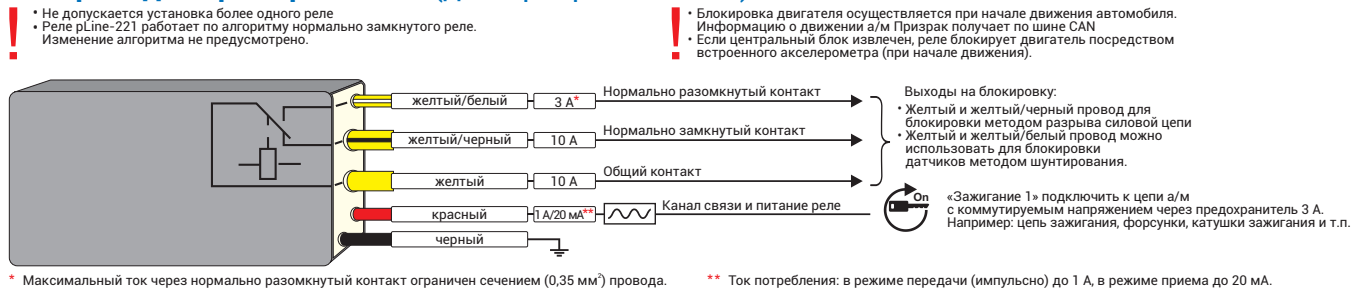 • Не допускается установка более одного реле
• Реле pLine-221 работает по алгоритму нормально замкнутого реле.
Изменение алгоритма не предусмотрено.
• Блокировка двигателя осуществляется при начале движения автомобиля.
Информацию о движении а/м Призрак получает по шине CAN
• Если центральный блок извлечен, реле блокирует двигатель посредством
встроенного акселерометра (при начале движения).
желтый/белый 3 А* Нормально разомкнутый контакт
желтый/черный 10 А Нормально замкнутый контакт
желтый 10 А Общий контакт
красный 1 А/20 мА** Канал связи и питание реле
черный
Выходы на блокировку:
• Желтый и желтый/черный провод для
блокировки методом разрыва силовой цепи
• Желтый и желтый/белый провод можно
использовать для блокировки
датчиков методом шунтирования.
On
«Зажигание 1» подключить к цепи а/м
с коммутируемым напряжением через предохранитель 3 А.
Например: цепь зажигания, форсунки, катушки зажигания и т.п.
* Максимальный ток через нормально разомкнутый контакт ограничен сечением (0,35 мм²) провода.
** Ток потребления: в режиме передачи (импульсно) до 1 А, в режиме приема до 20 мА.